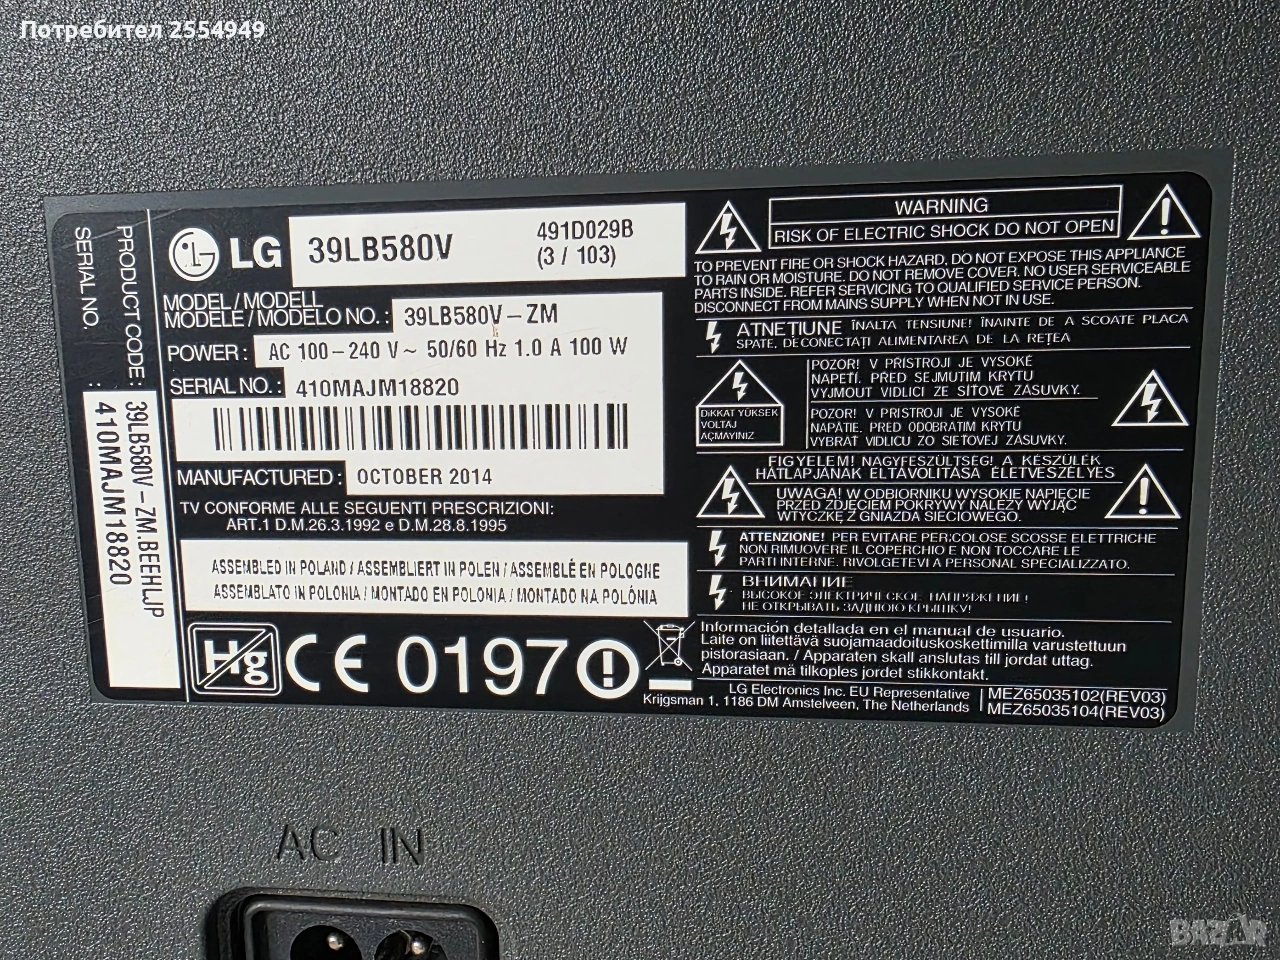 Потребител 2554949
PRODUCT CODE : 39LB580V-ZM.BEEHLJP
SERIAL NO. : 410MAJM18820
LG 39LB580V
491D029B
(3 / 103)
MODEL / MODELL
MODÈLE / MODELO NO. : 39LB580V-ZM
POWER : AC 100-240 V~ 50/60 Hz 1.0 A 100 W
SERIAL NO. : 410MAJM18820
MANUFACTURED : OCTOBER 2014
TV CONFORME ALLE SEGUENTI PRESCRIZIONI:
ART.1 D.M.26.3.1992 e D.M.28.8.1995
ASSEMBLED IN POLAND / ASSEMBLIERT IN POLEN / ASSEMBLÉ EN POLOGNE
ASSEMBLATO IN POLONIA / MONTADO EN POLONIA / MONTADO NA POLÔNIA
Hg CE 0197
WARNING
RISK OF ELECTRIC SHOCK DO NOT OPEN
TO PREVENT FIRE OR SHOCK HAZARD, DO NOT EXPOSE THIS APPLIANCE
TO RAIN OR MOISTURE. DO NOT REMOVE COVER. NO USER SERVICEABLE
PARTS INSIDE. REFER SERVICING TO QUALIFIED SERVICE PERSON.
DISCONNECT FROM MAINS SUPPLY WHEN NOT IN USE.
ATNEŢIUNE ÎNALTA TENSIUNE! ÎNAINTE DE A SCOATE PLACA
SPATE, DECONECTAŢI ALIMENTAREA DE LA REŢEA
DiKKAT YÜKSEK
VOLTAJ
AÇMAYINIZ
POZOR! V PŘÍSTROJI JE VYSOKÉ
NAPĚTÍ. PŘED SEJMUTÍM KRYTU
VYJMOUT VIDLICI ZE SÍŤOVÉ ZÁSUVKY.
POZOR! V PRÍSTROJI JE VYSOKÉ
NAPÄTIE. PRED ODOBRATÍM KRYTU
VYBRAT VIDLICU ZO SIEŤOVEJ ZÁSUVKY.
FIGYELEM! NAGYFESZÜLTSÉG! A KÉSZÜLÉK
HÁTLAPJÁNAK ELTÁVOLÍTÁSA ÉLETVESZÉLYES
UWAGA! W ODBIORNIKU WYSOKIE NAPIĘCIE
PRZED ZDJĘCIEM POKRYWY NALEŻY WYJĄĆ
WTYCZKĘ Z GNIAZDA SIECIOWEGO.
ATTENZIONE! PER EVITARE PER:COLOSE SCOSSE ELETTRICHE
NON RIMUOVERE IL COPERCHIO E NON TOCCARE LE
PARTI INTERNE. RIVOLGETEVI A PERSONAL SPECIALIZZATO.
ВНИМАНИЕ
ВЫСОКОЕ ЭЛЕКТРИЧЕСКОЕ НАПРЯЖЕНИЕ!
НЕ ОТКРЫВАТЬ ЗАДНЮЮ КРЫШКУ!
Información detallada en el manual de usuario.
Laite on liitettävä suojamaadoituskoskettimilla varustettuun
pistorasiaan. / Apparaten skall anslutas till jordat uttag.
Apparatet må tilkoples jordet stikkontakt.
LG Electronics Inc. EU Representative
Krijgsman 1, 1186 DM Amstelveen, The Netherlands
MEZ65035102(REV03)
MEZ65035104(REV03)
AC IN
BAZAR